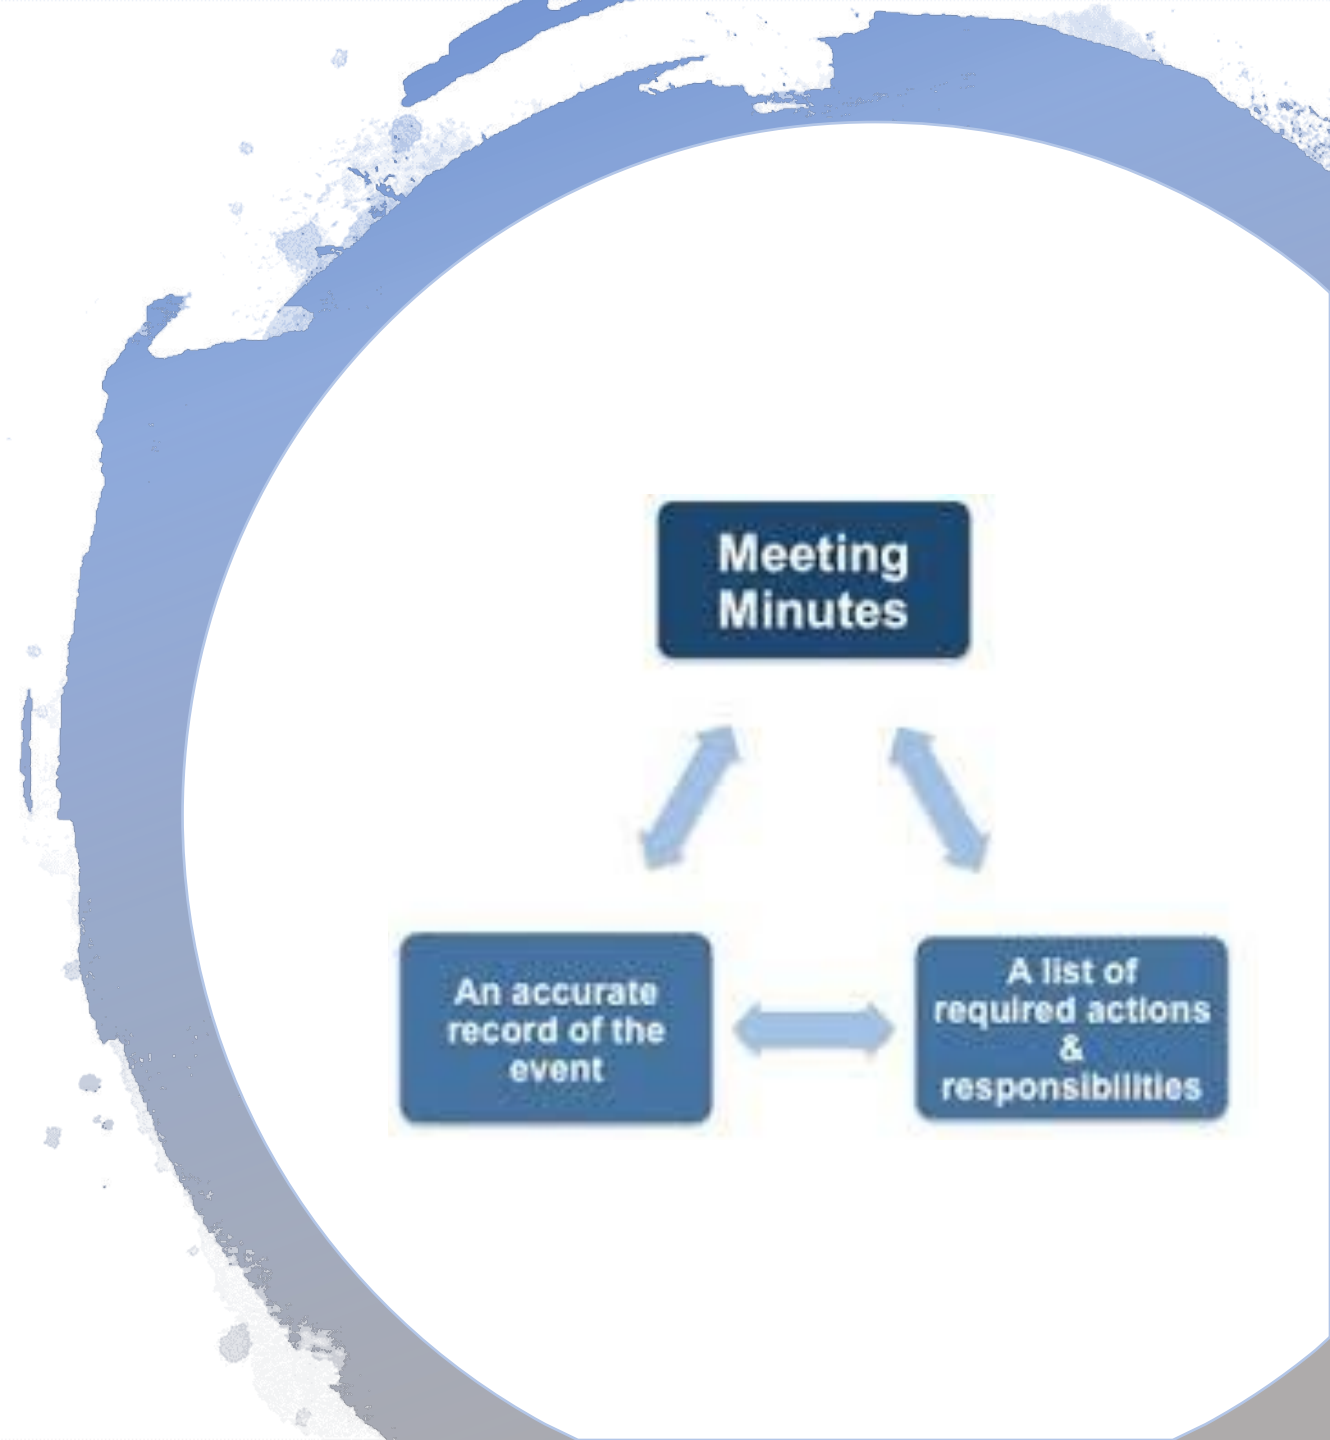 Meeting
Minutes
An accurate
record of the
event
A list of
required actions
&
responsibilities